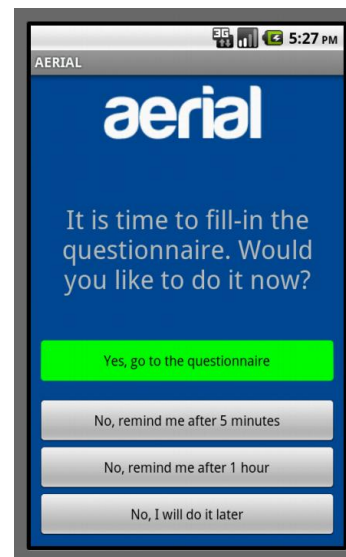 3G 5:27 PM
AERIAL
aerial
It is time to fill-in the
questionnaire. Would
you like to do it now?
Yes, go to the questionnaire
No, remind me after 5 minutes
No, remind me after 1 hour
No, I will do it later